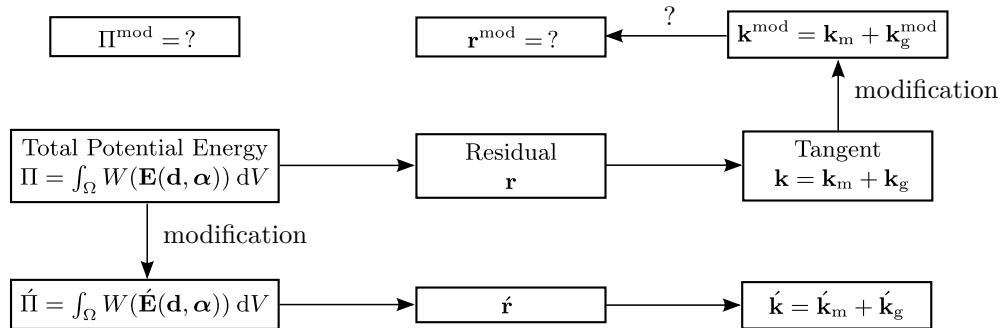 Π^mod = ?
r^mod = ?
?
k^mod = k_m + k_g^mod
modification
Total Potential Energy
Π = ∫_Ω W(E(d, α)) dV
Residual
r
Tangent
k = k_m + k_g
modification
Π́ = ∫_Ω W(É(d, α)) dV
ŕ
ḱ = ḱ_m + ḱ_g